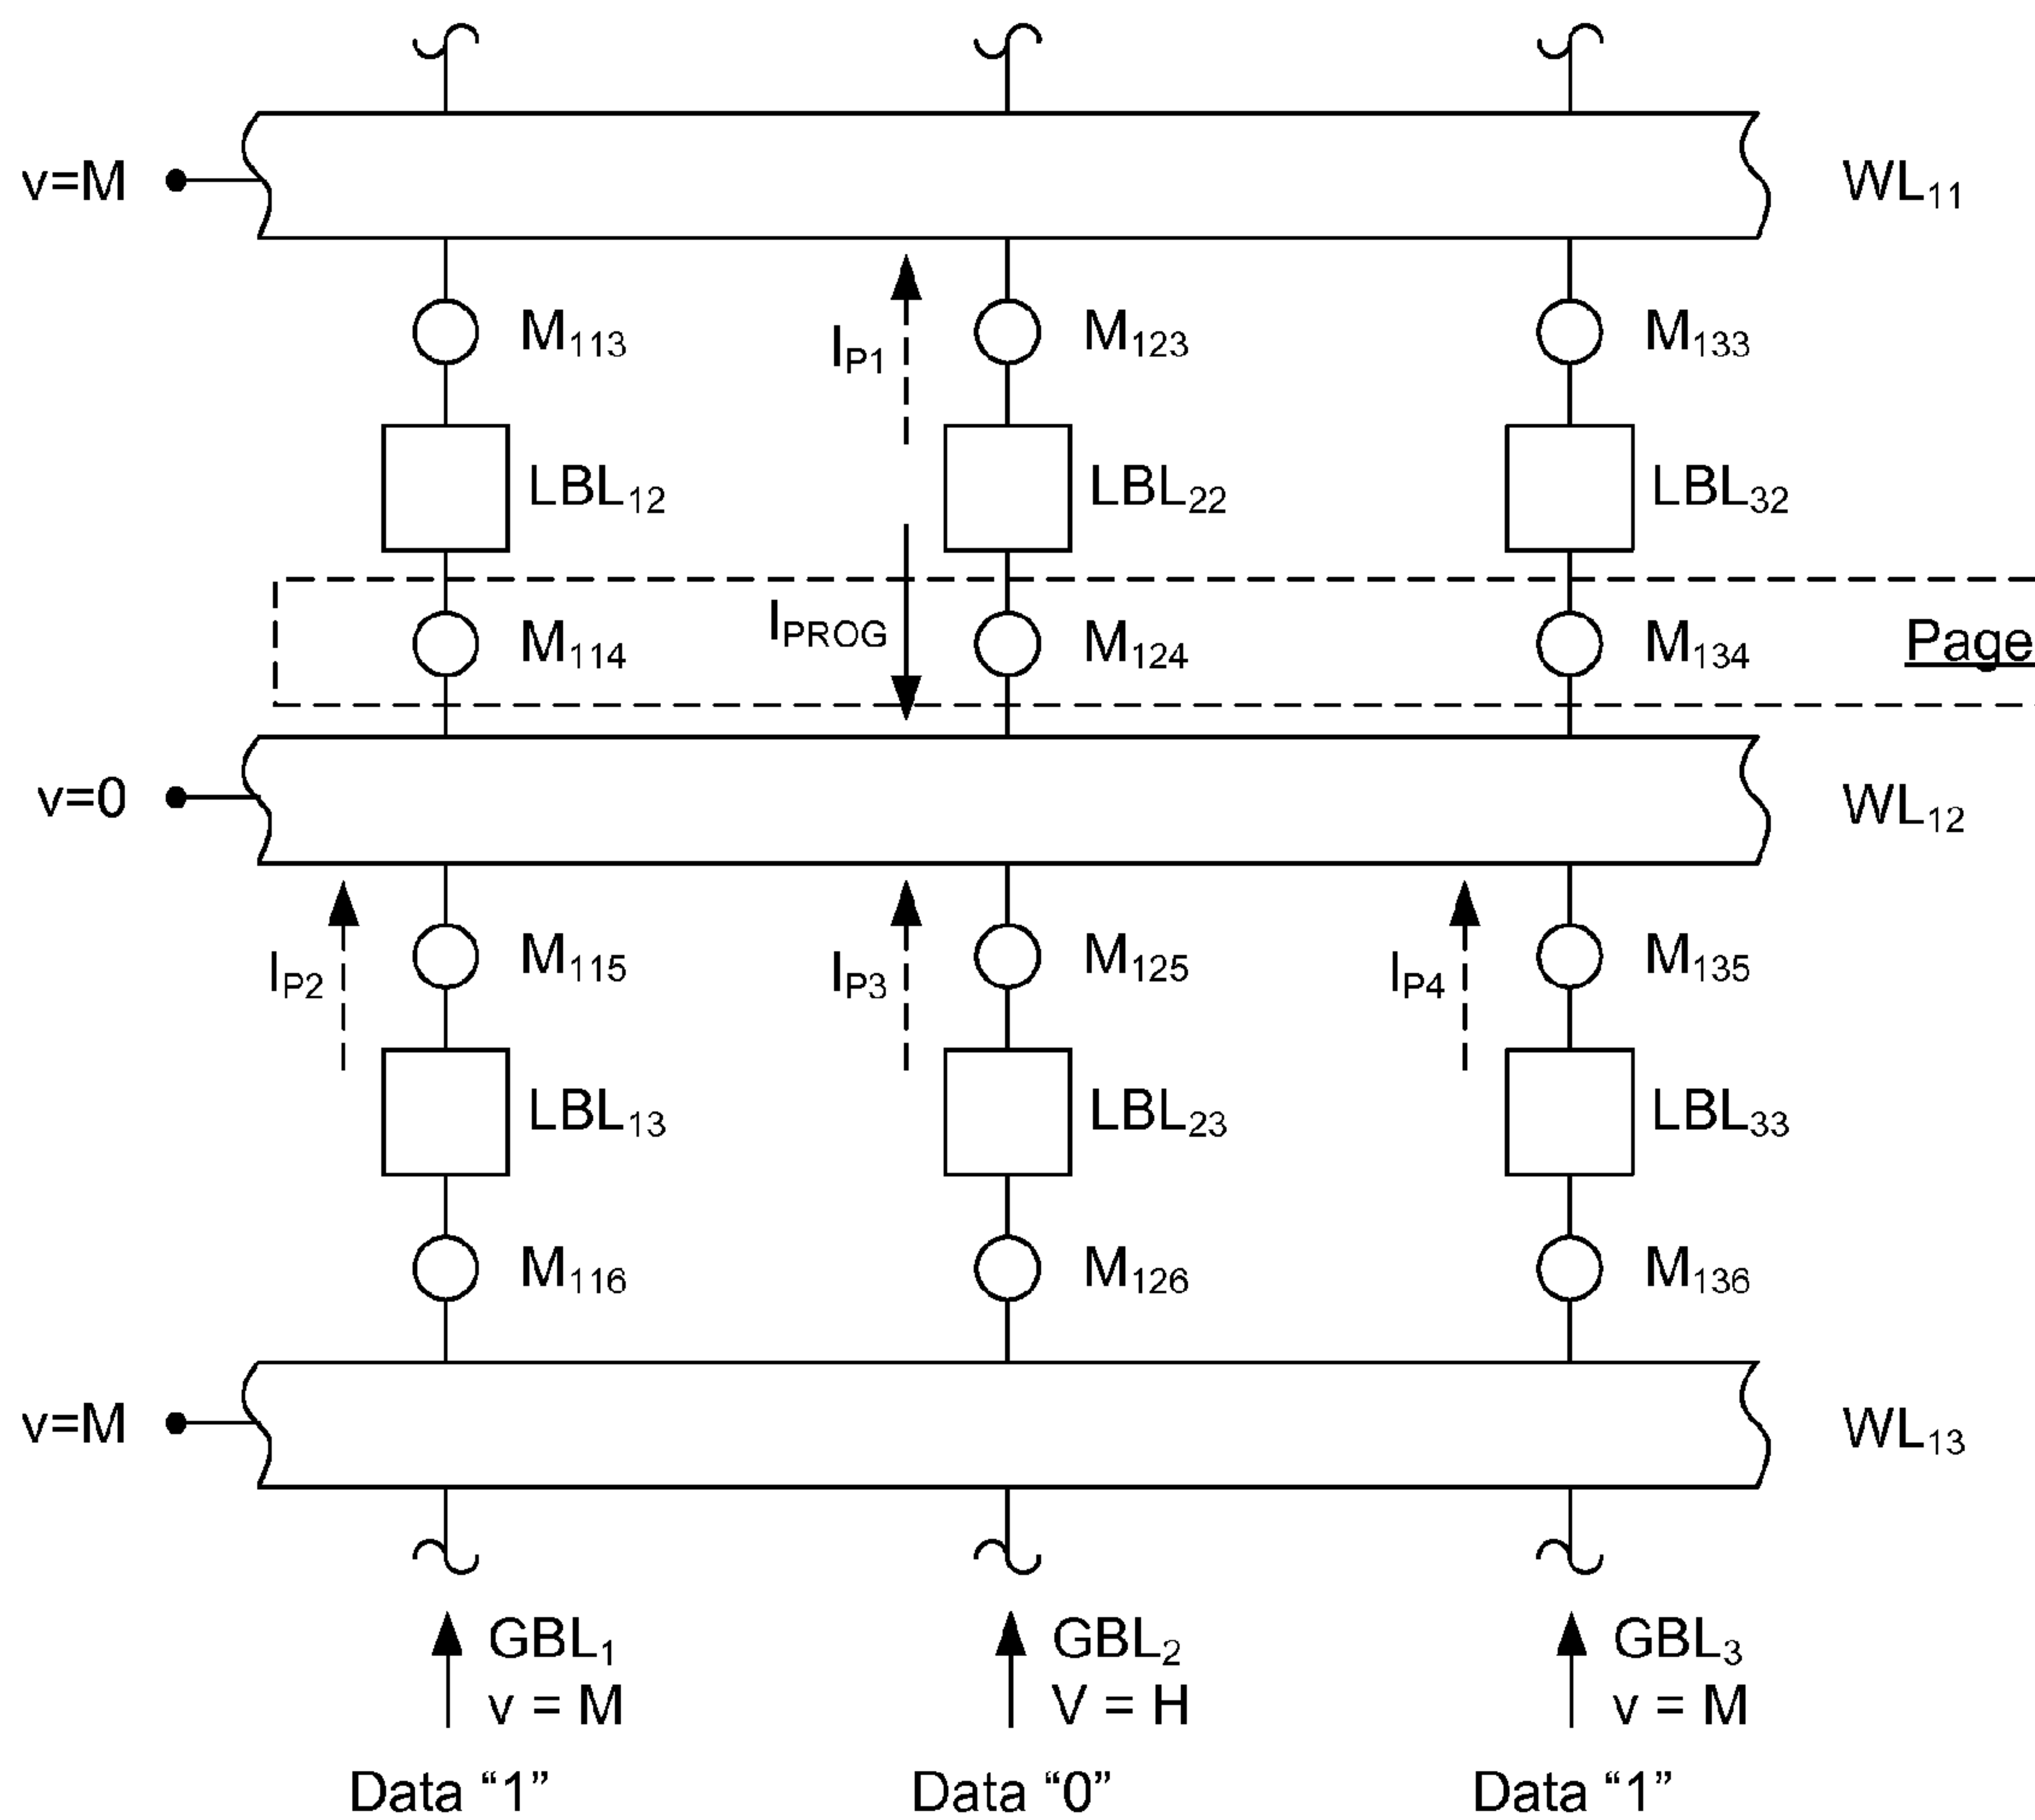 v=M WL11
M113 IP1 M123 M133
LBL12 LBL22 LBL32
M114 IPROG M124 M134 Page
v=0 WL12
IP2 M115 IP3 M125 IP4 M135
LBL13 LBL23 LBL33
M116 M126 M136
v=M WL13
GBL1 GBL2 GBL3
v = M V = H v = M
Data “1” Data “0” Data “1”